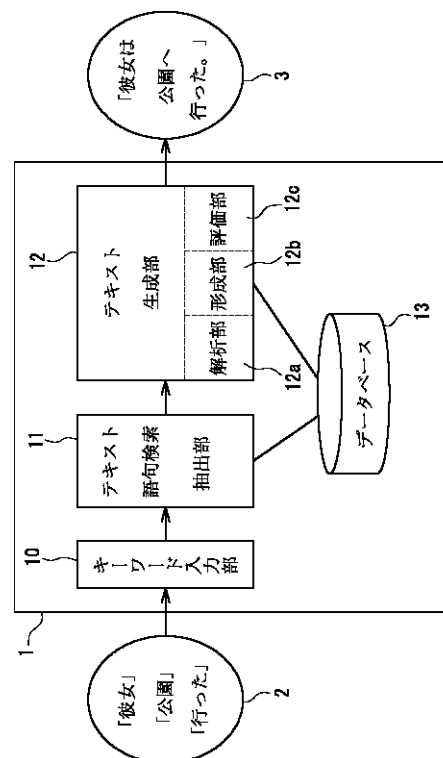 1
「彼女」
「公園」
「行った」
2
10
キーワード入力部
11
テキスト
語句検索
抽出部
12
テキスト
生成部
解析部
形成部
評価部
12a
12b
12c
データベース
13
「彼女は
公園へ
行った。」
3